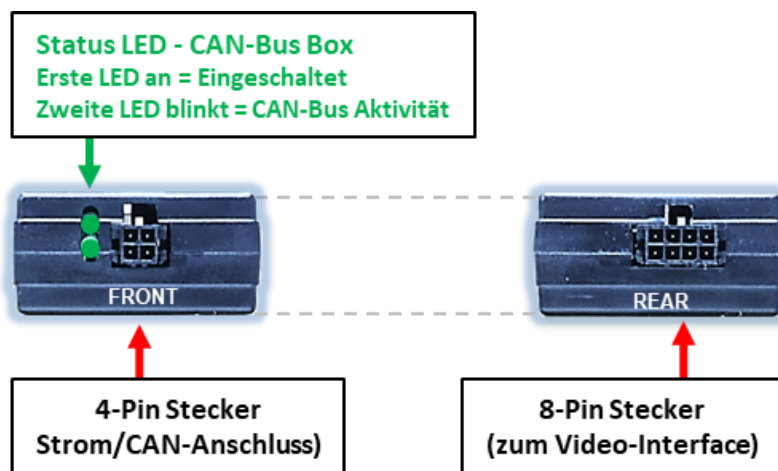 Status LED - CAN-Bus Box
Erste LED an = Eingeschaltet
Zweite LED blinkt = CAN-Bus Aktivität
FRONT
REAR
4-Pin Stecker
Strom/CAN-Anschluss)
8-Pin Stecker
(zum Video-Interface)